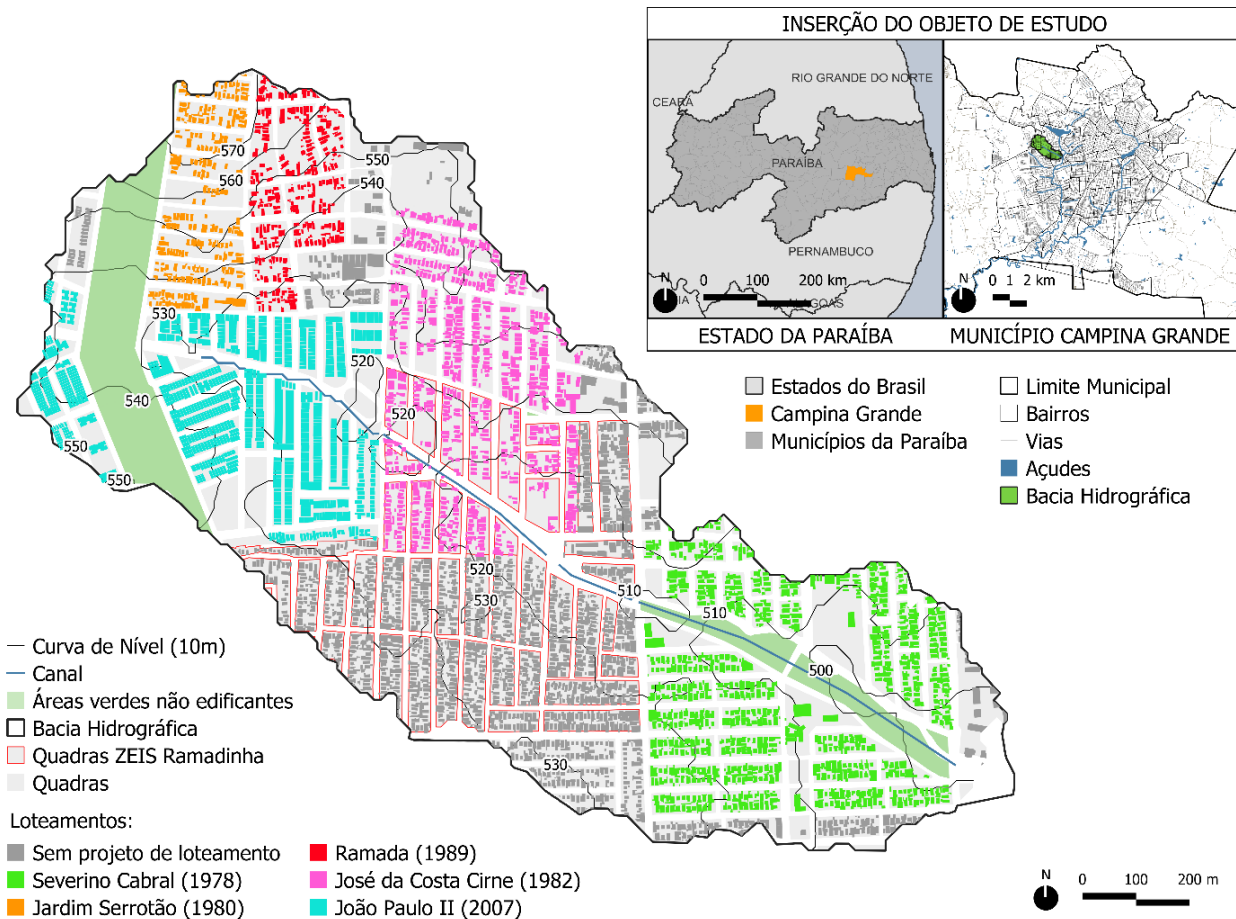 INSERÇÃO DO OBJETO DE ESTUDO
RIO GRANDE DO NORTE
CEARÁ
PARAÍBA
PERNAMBUCO
N
0 100 200 km
N
0 1 2 km
ESTADO DA PARAÍBA
MUNICÍPIO CAMPINA GRANDE
Estados do Brasil
Campina Grande
Municípios da Paraíba
Limite Municipal
Bairros
Vias
Açudes
Bacia Hidrográfica
570
560
550
540
530
520
540
550
550
520
520
530
510
510
500
530
Curva de Nível (10m)
Canal
Áreas verdes não edificantes
Bacia Hidrográfica
Quadras ZEIS Ramadinha
Quadras
Loteamentos:
Sem projeto de loteamento
Severino Cabral (1978)
Jardim Serrotão (1980)
Ramada (1989)
José da Costa Cirne (1982)
João Paulo II (2007)
N
0 100 200 m